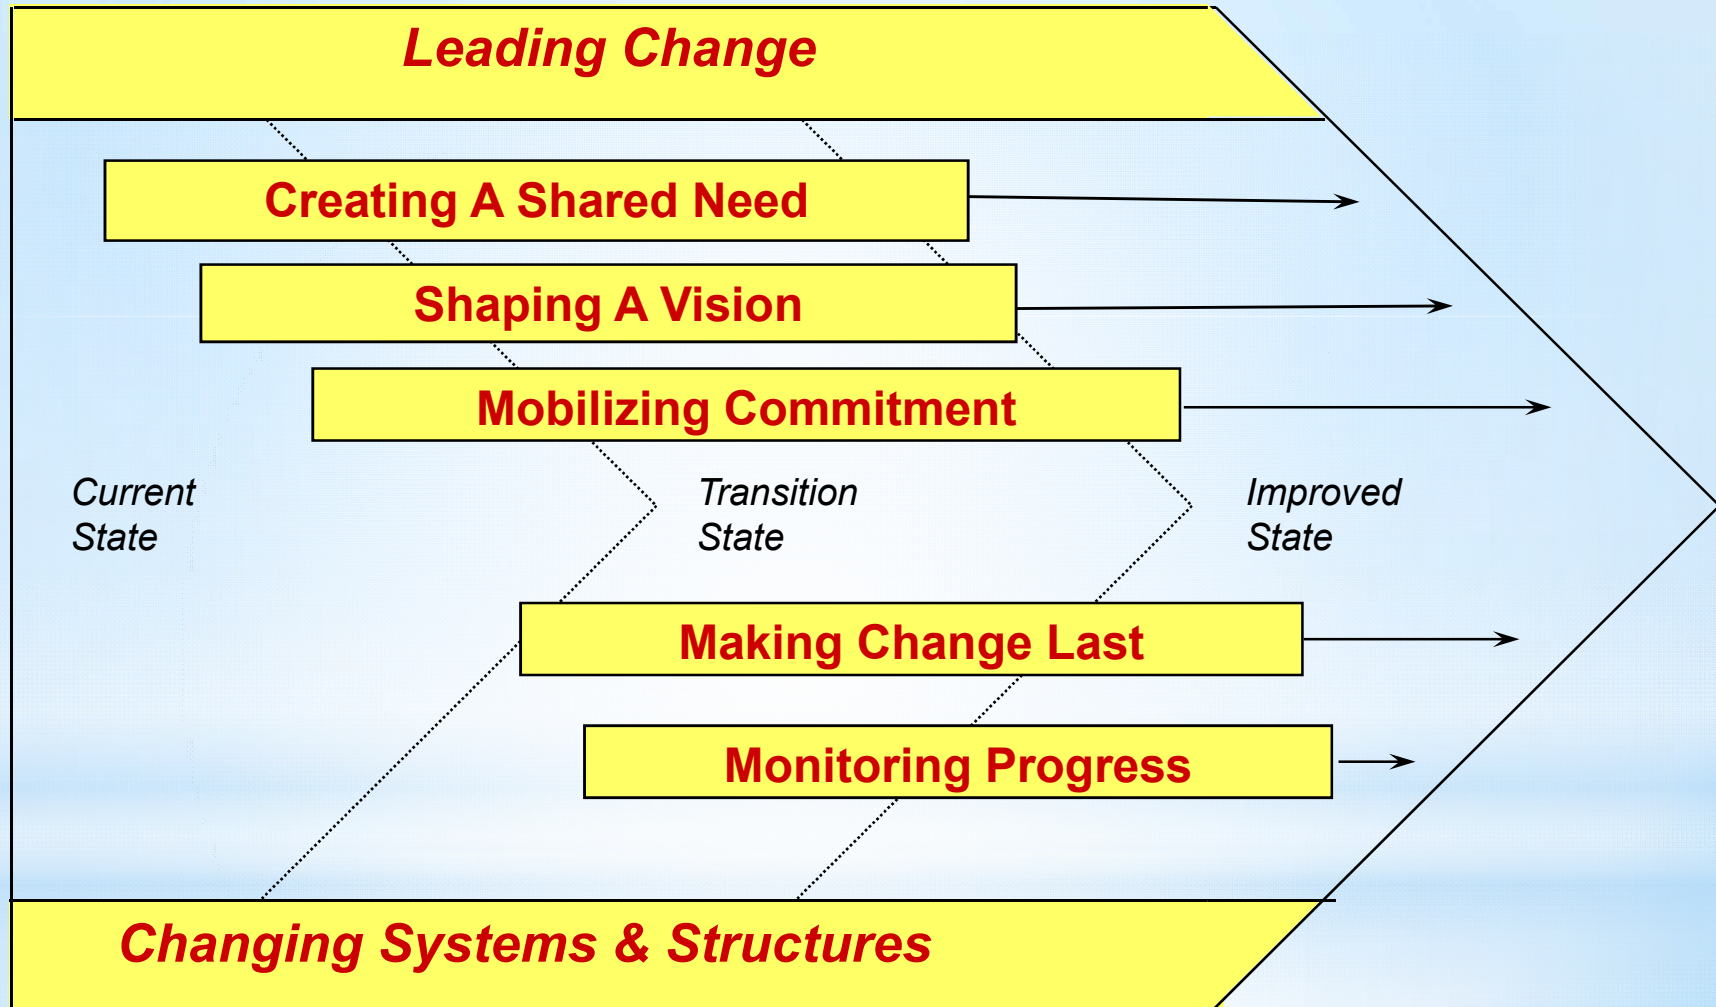 Leading Change
Creating A Shared Need
Shaping A Vision
Mobilizing Commitment
Current
State
Transition
State
Improved
State
Making Change Last
Monitoring Progress
Changing Systems & Structures